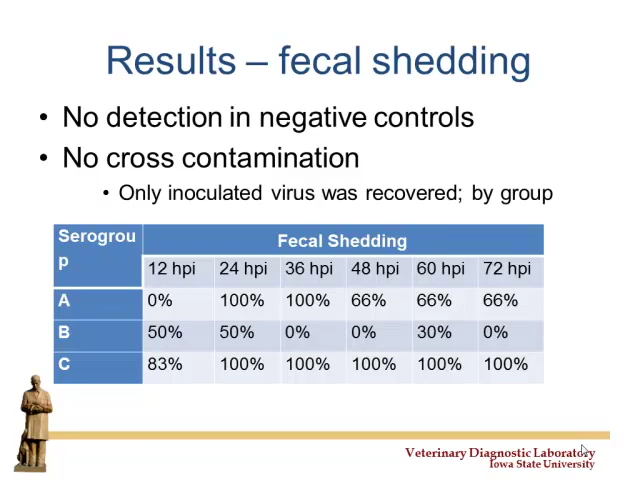 Results – fecal shedding
• No detection in negative controls
• No cross contamination
• Only inoculated virus was recovered; by group
Serogrou
p
Fecal Shedding
12 hpi 24 hpi 36 hpi 48 hpi 60 hpi 72 hpi
A 0% 100% 100% 66% 66% 66%
B 50% 50% 0% 0% 30% 0%
C 83% 100% 100% 100% 100% 100%
Veterinary Diagnostic Laboratory
Iowa State University